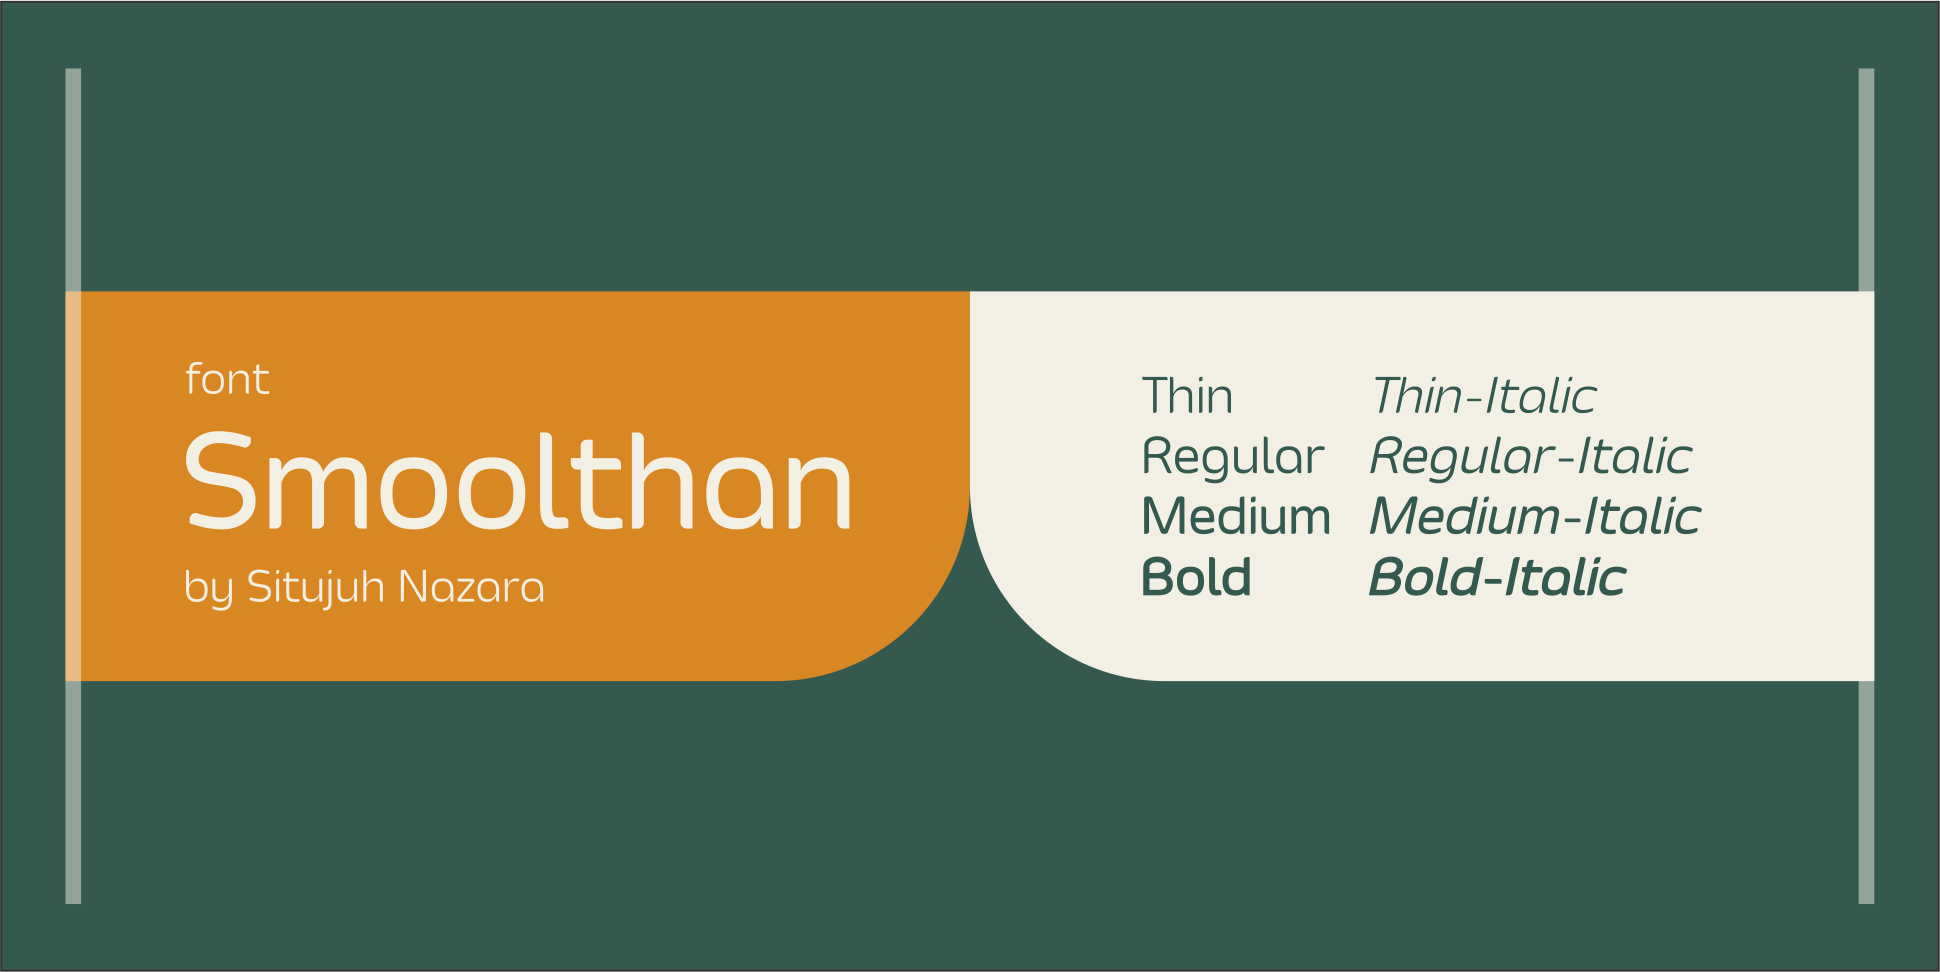 font
Smoolthan
by Situjuh Nazara
Thin
Regular
Medium
Bold
Thin-Italic
Regular-Italic
Medium-Italic
Bold-Italic